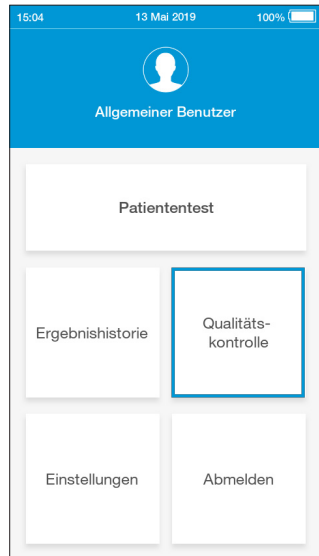 15:04 13 Mai 2019 100%
Allgemeiner Benutzer
Patiententest
Ergebnishistorie
Qualitäts-
kontrolle
Einstellungen
Abmelden